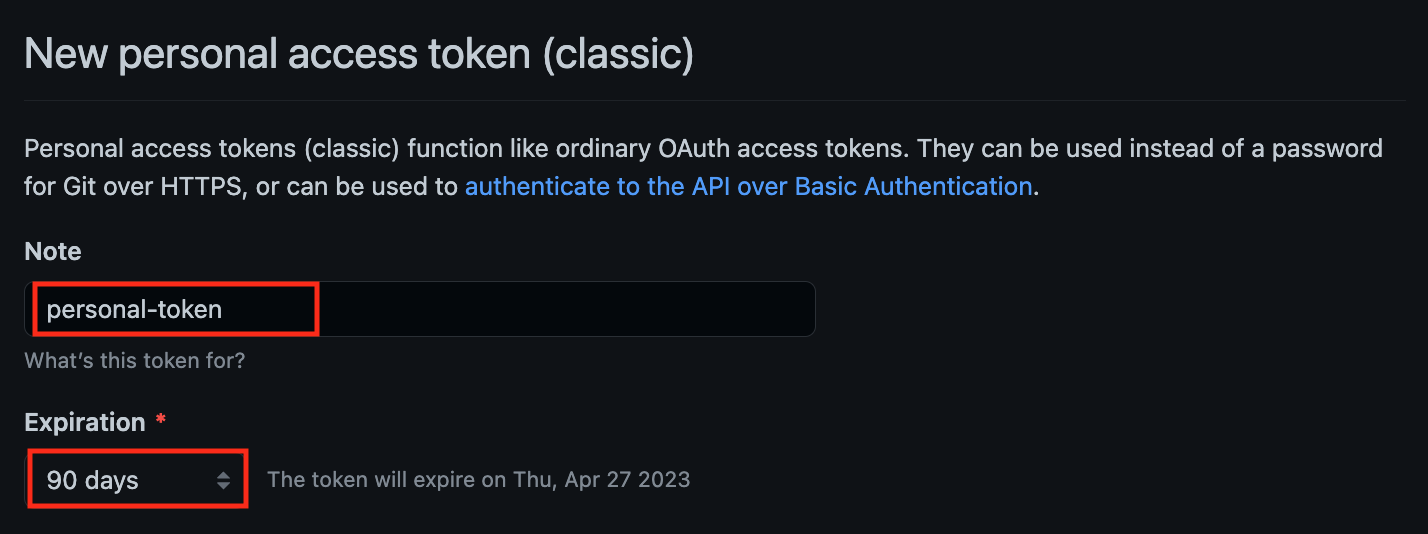 New personal access token (classic)
Personal access tokens (classic) function like ordinary OAuth access tokens. They can be used instead of a password
for Git over HTTPS, or can be used to authenticate to the API over Basic Authentication.
Note
personal-token
What's this token for?
Expiration *
90 days The token will expire on Thu, Apr 27 2023